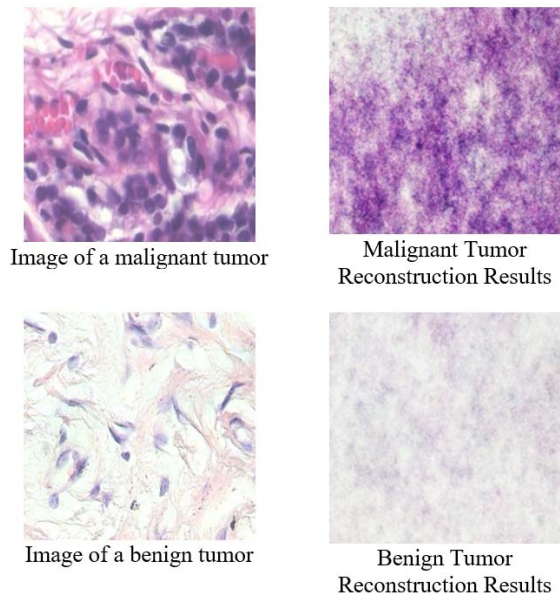 Image of a malignant tumor
Malignant Tumor
Reconstruction Results
Image of a benign tumor
Benign Tumor
Reconstruction Results